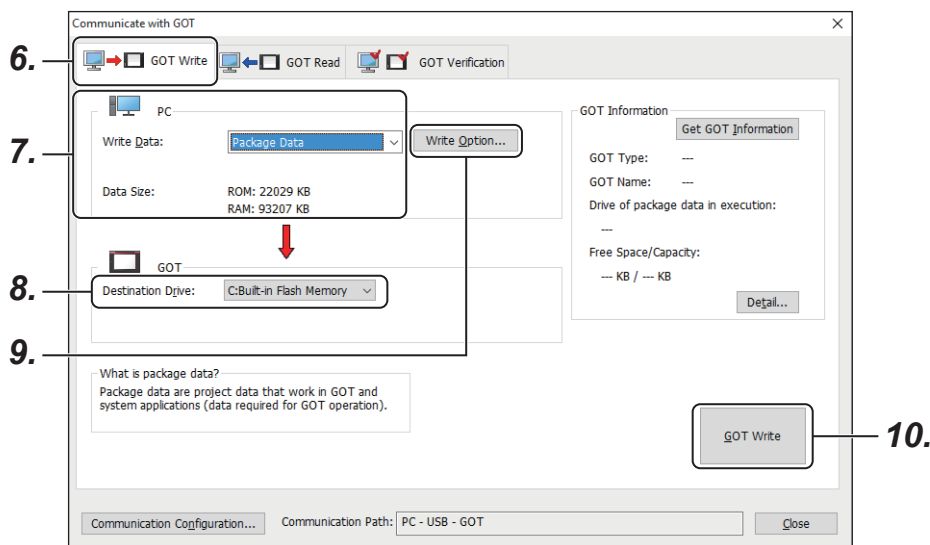 Communicate with GOT
6.
GOT Write
GOT Read
GOT Verification
7.
PC
Write Data:
Package Data
Write Option...
Data Size:
ROM: 22029 KB
RAM: 93207 KB
GOT Information
Get GOT Information
GOT Type:
---
GOT Name:
---
Drive of package data in execution:
---
Free Space/Capacity:
--- KB / --- KB
Detail...
8.
GOT
Destination Drive:
C:Built-in Flash Memory
9.
What is package data?
Package data are project data that work in GOT and
system applications (data required for GOT operation).
GOT Write
10.
Communication Configuration...
Communication Path:
PC - USB - GOT
Close